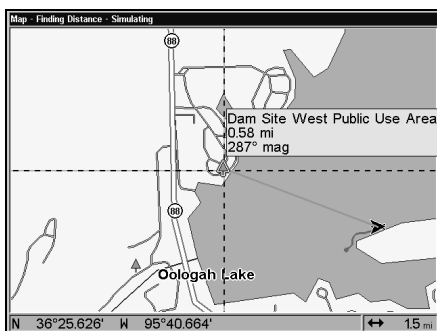 Map - Finding Distance - Simulating
88
Dam Site West Public Use Area
0.58 mi
287° mag
88
Oologah Lake
N 36°25.626' W 95°40.664' ↔ 1.5 mi